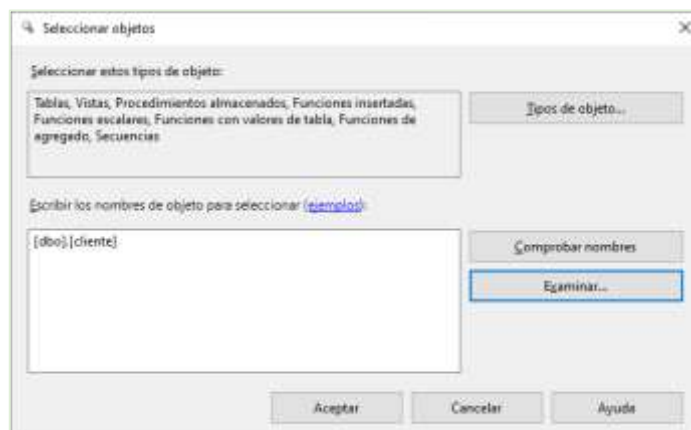 Seleccionar objetos
Seleccionar estos tipos de objeto:
Tablas, Vistas, Procedimientos almacenados, Funciones insertadas,
Funciones escalares, Funciones con valores de tabla, Funciones de
agregado, Secuencias
Tipos de objeto...
Escribir los nombres de objeto para seleccionar (ejemplos):
[dbo].[cliente]
Comprobar nombres
Examinar...
Aceptar
Cancelar
Ayuda